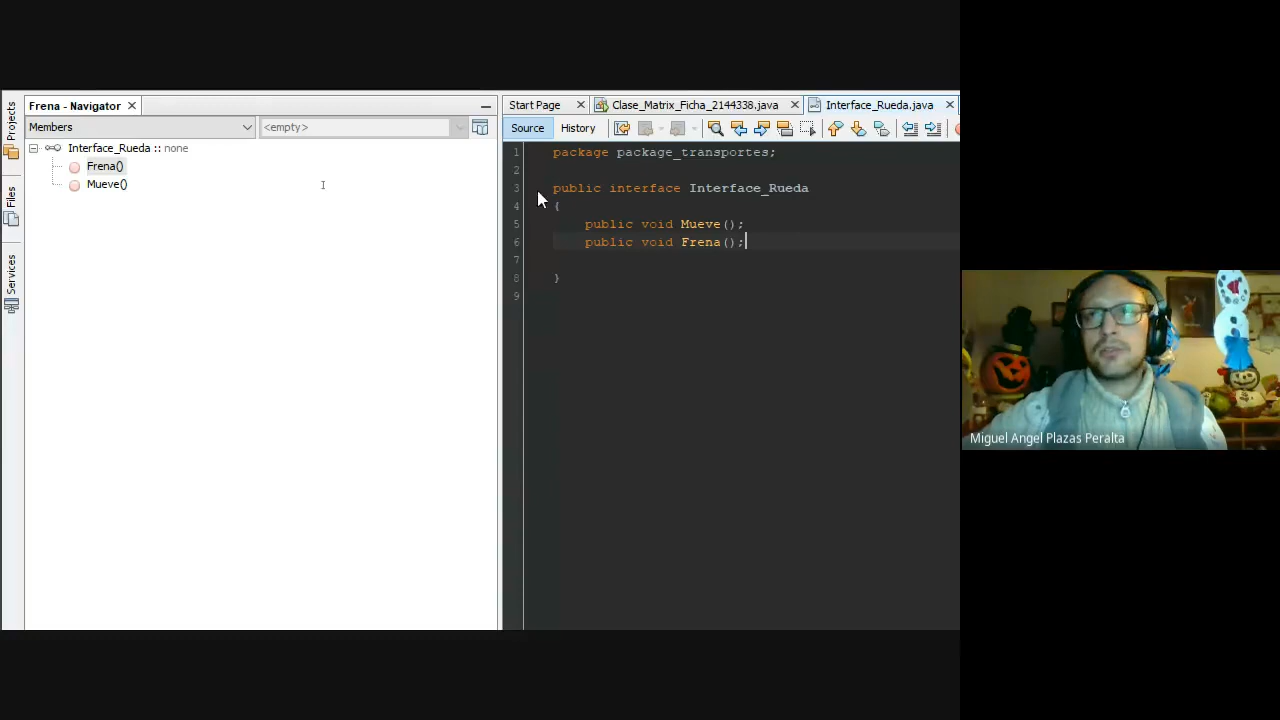 Projects
Files
Services
Frena - Navigator
Members
<empty>
Interface_Rueda :: none
Frena()
Mueve()
Start Page
Clase_Matrix_Ficha_2144338.java
Interface_Rueda.java
Source
History
1 package package_transportes;
2
3 public interface Interface_Rueda
4 {
5 public void Mueve();
6 public void Frena();
7
8 }
9
Miguel Angel Plazas Peralta